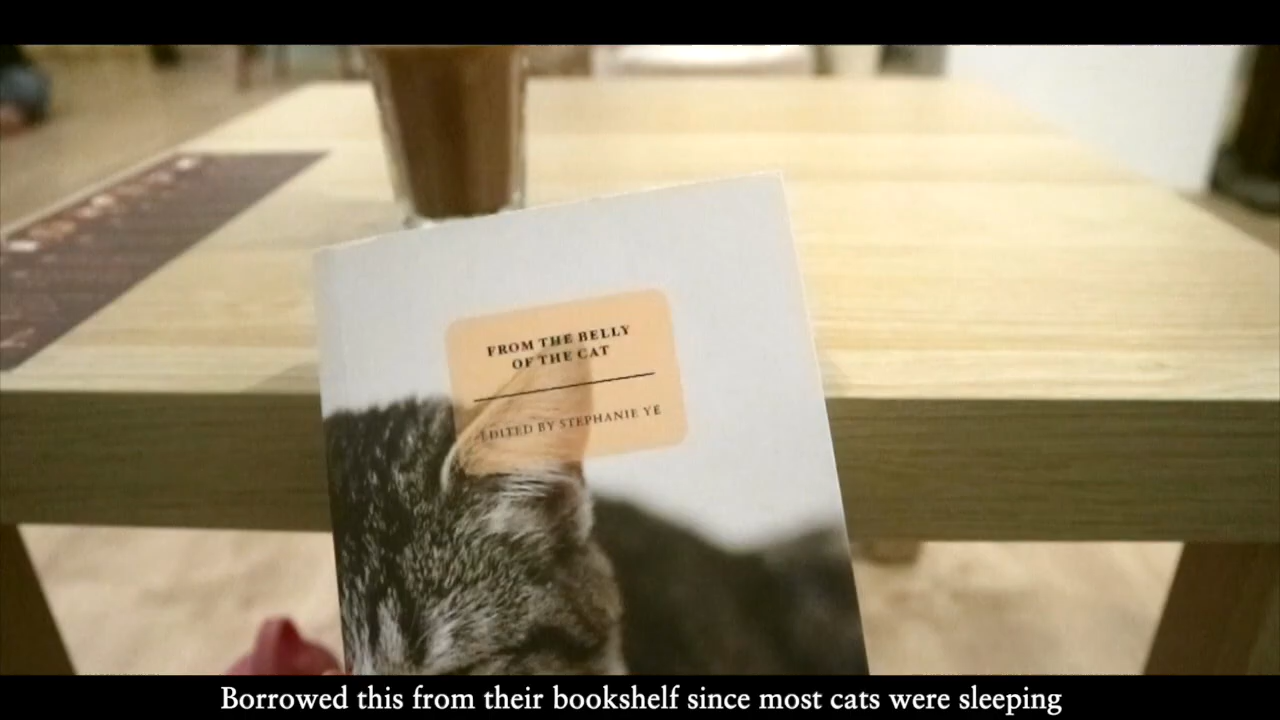 FROM THE BELLY
OF THE CAT
EDITED BY STEPHANIE YE
Borrowed this from their bookshelf since most cats were sleeping